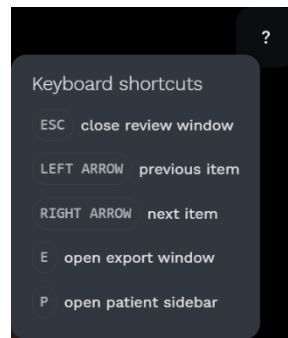 ?
Keyboard shortcuts
ESC close review window
LEFT ARROW previous item
RIGHT ARROW next item
E open export window
P open patient sidebar